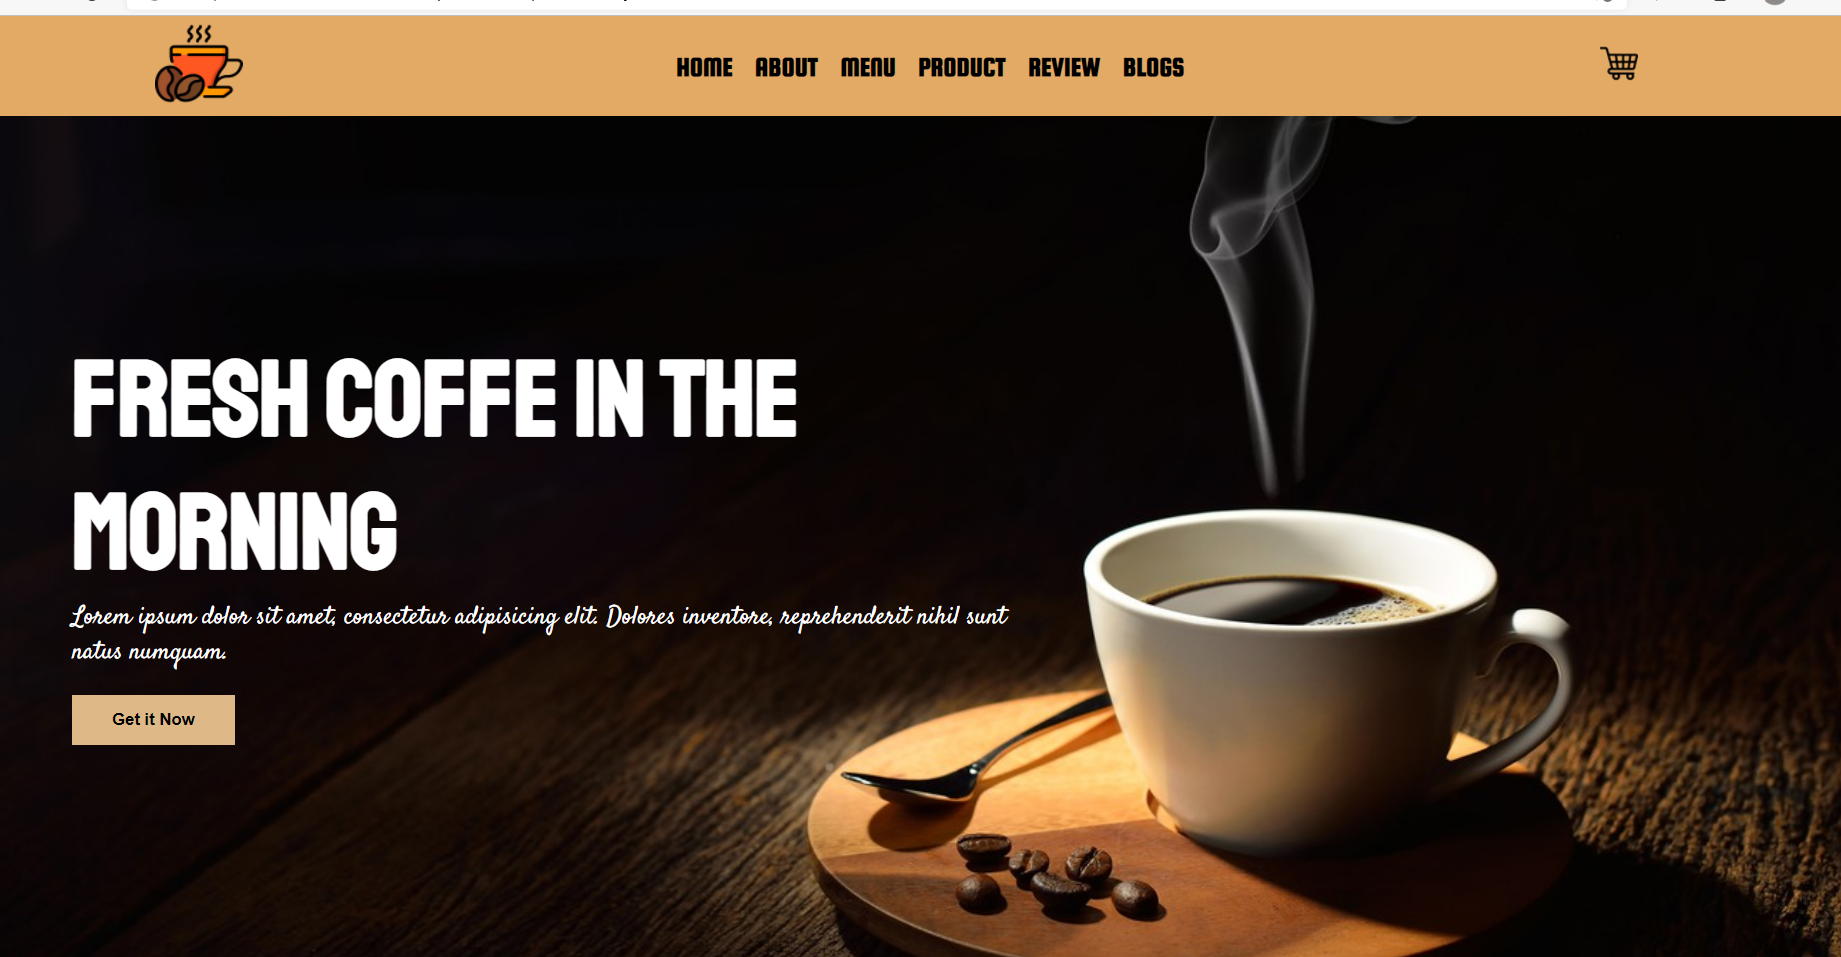 HOME ABOUT MENU PRODUCT REVIEW BLOGS
FRESH COFFE IN THE
MORNING
Lorem ipsum dolor sit amet, consectetur adipisicing elit. Dolores inventore, reprehenderit nihil sunt
natus numquam.
Get it Now